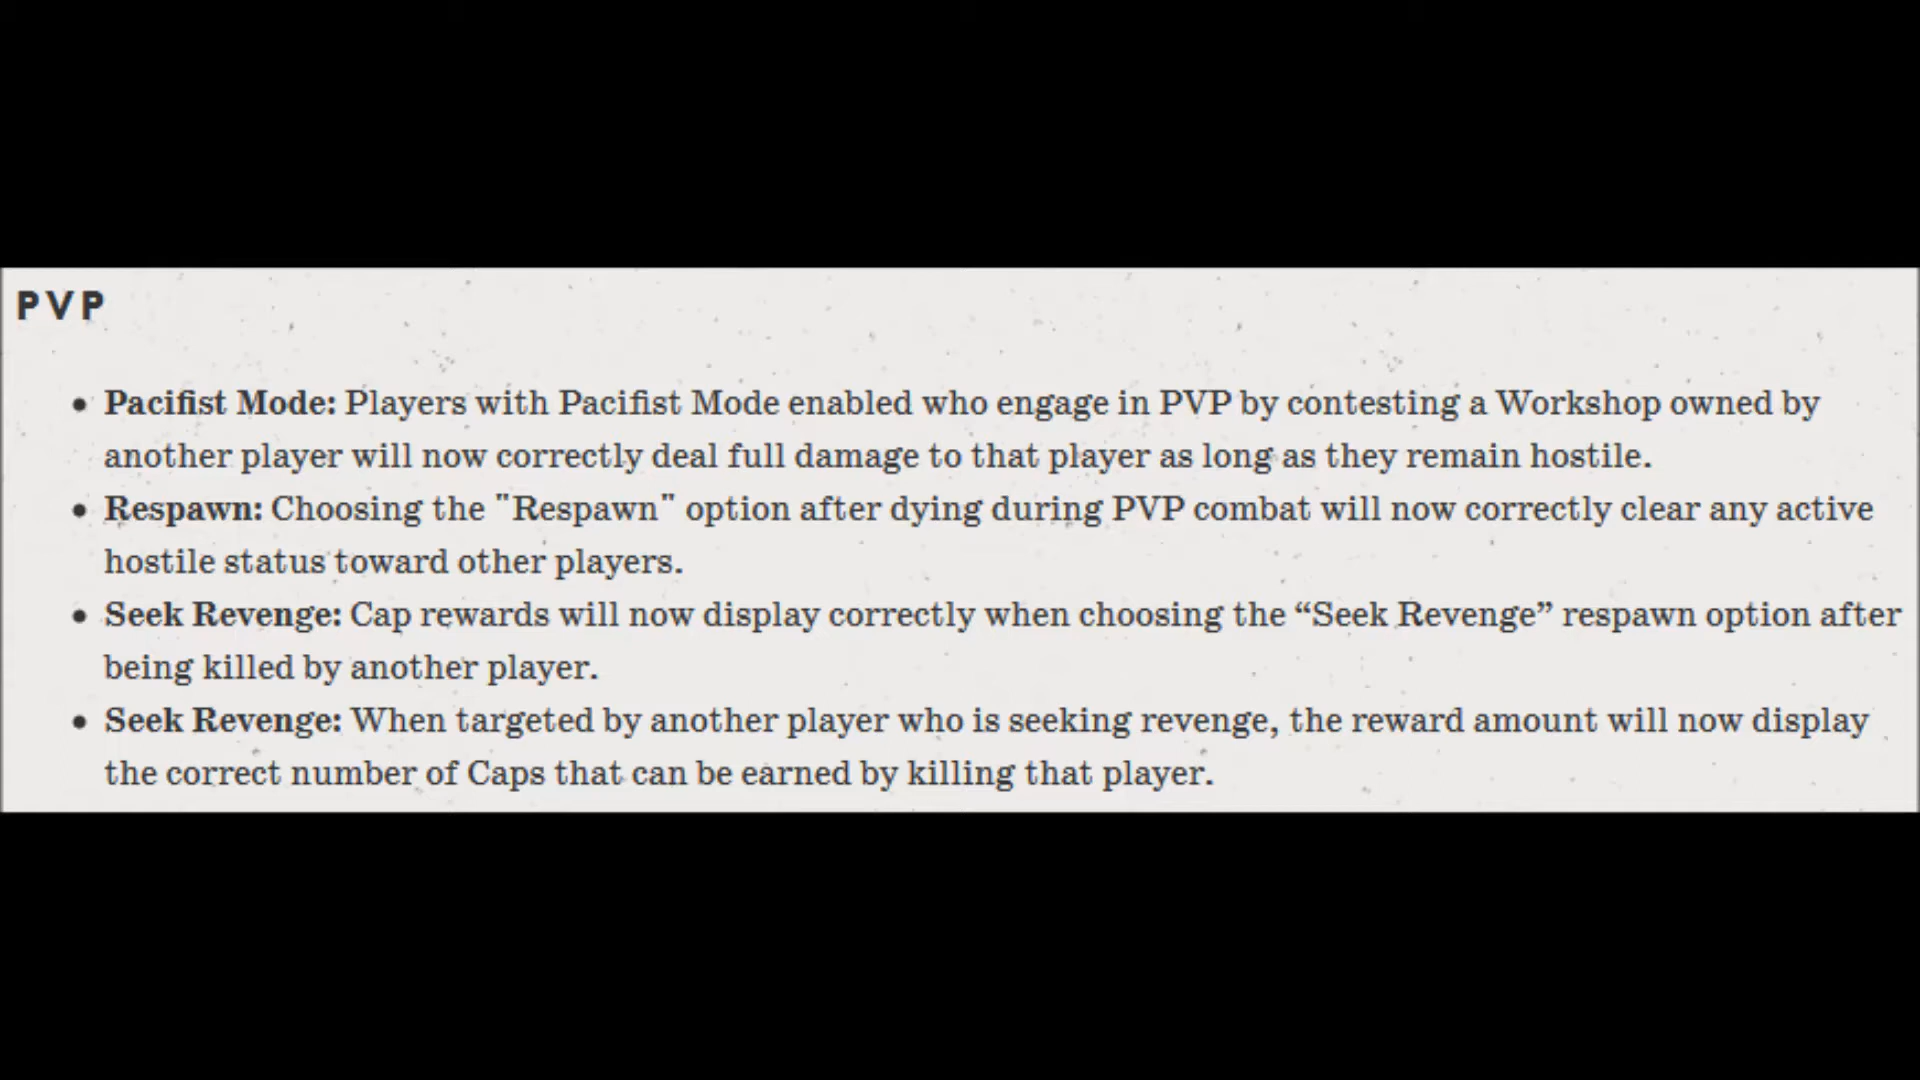 PVP
• Pacifist Mode: Players with Pacifist Mode enabled who engage in PVP by contesting a Workshop owned by
another player will now correctly deal full damage to that player as long as they remain hostile.
• Respawn: Choosing the "Respawn" option after dying during PVP combat will now correctly clear any active
hostile status toward other players.
• Seek Revenge: Cap rewards will now display correctly when choosing the “Seek Revenge” respawn option after
being killed by another player.
• Seek Revenge: When targeted by another player who is seeking revenge, the reward amount will now display
the correct number of Caps that can be earned by killing that player.